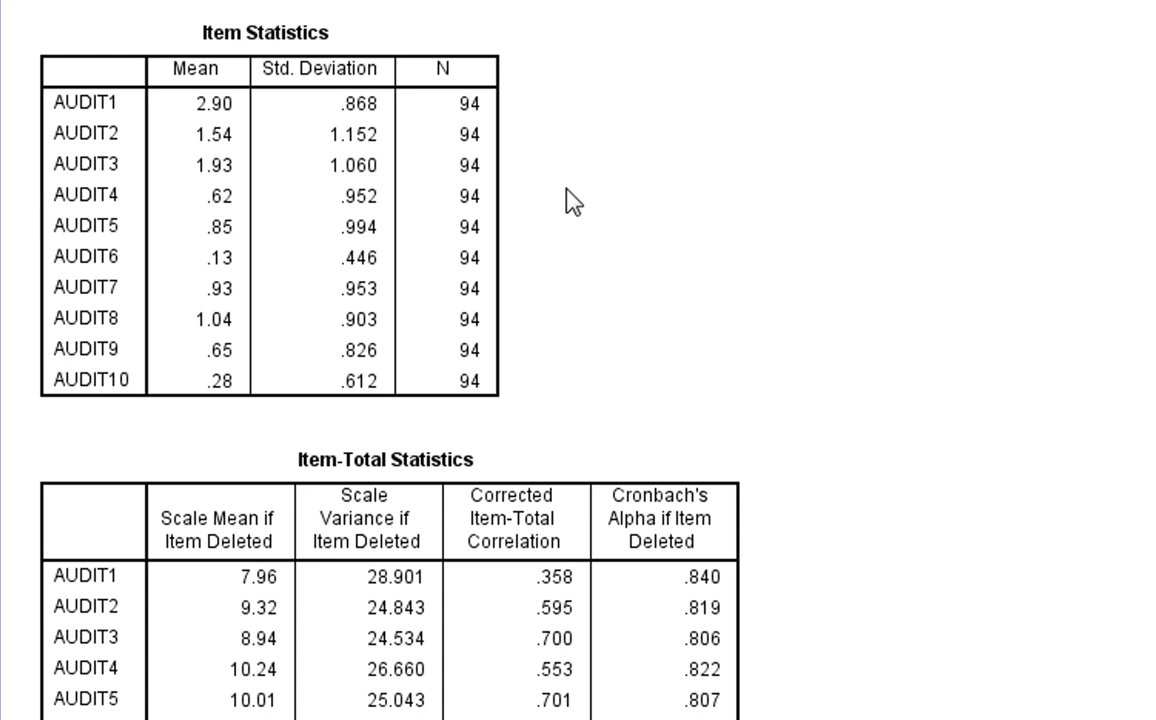 Item Statistics
Mean Std. Deviation N
AUDIT1 2.90 .868 94
AUDIT2 1.54 1.152 94
AUDIT3 1.93 1.060 94
AUDIT4 .62 .952 94
AUDIT5 .85 .994 94
AUDIT6 .13 .446 94
AUDIT7 .93 .953 94
AUDIT8 1.04 .903 94
AUDIT9 .65 .826 94
AUDIT10 .28 .612 94
Item-Total Statistics
Scale Mean if Item Deleted
Scale Variance if Item Deleted
Corrected Item-Total Correlation
Cronbach's Alpha if Item Deleted
AUDIT1 7.96 28.901 .358 .840
AUDIT2 9.32 24.843 .595 .819
AUDIT3 8.94 24.534 .700 .806
AUDIT4 10.24 26.660 .553 .822
AUDIT5 10.01 25.043 .701 .807